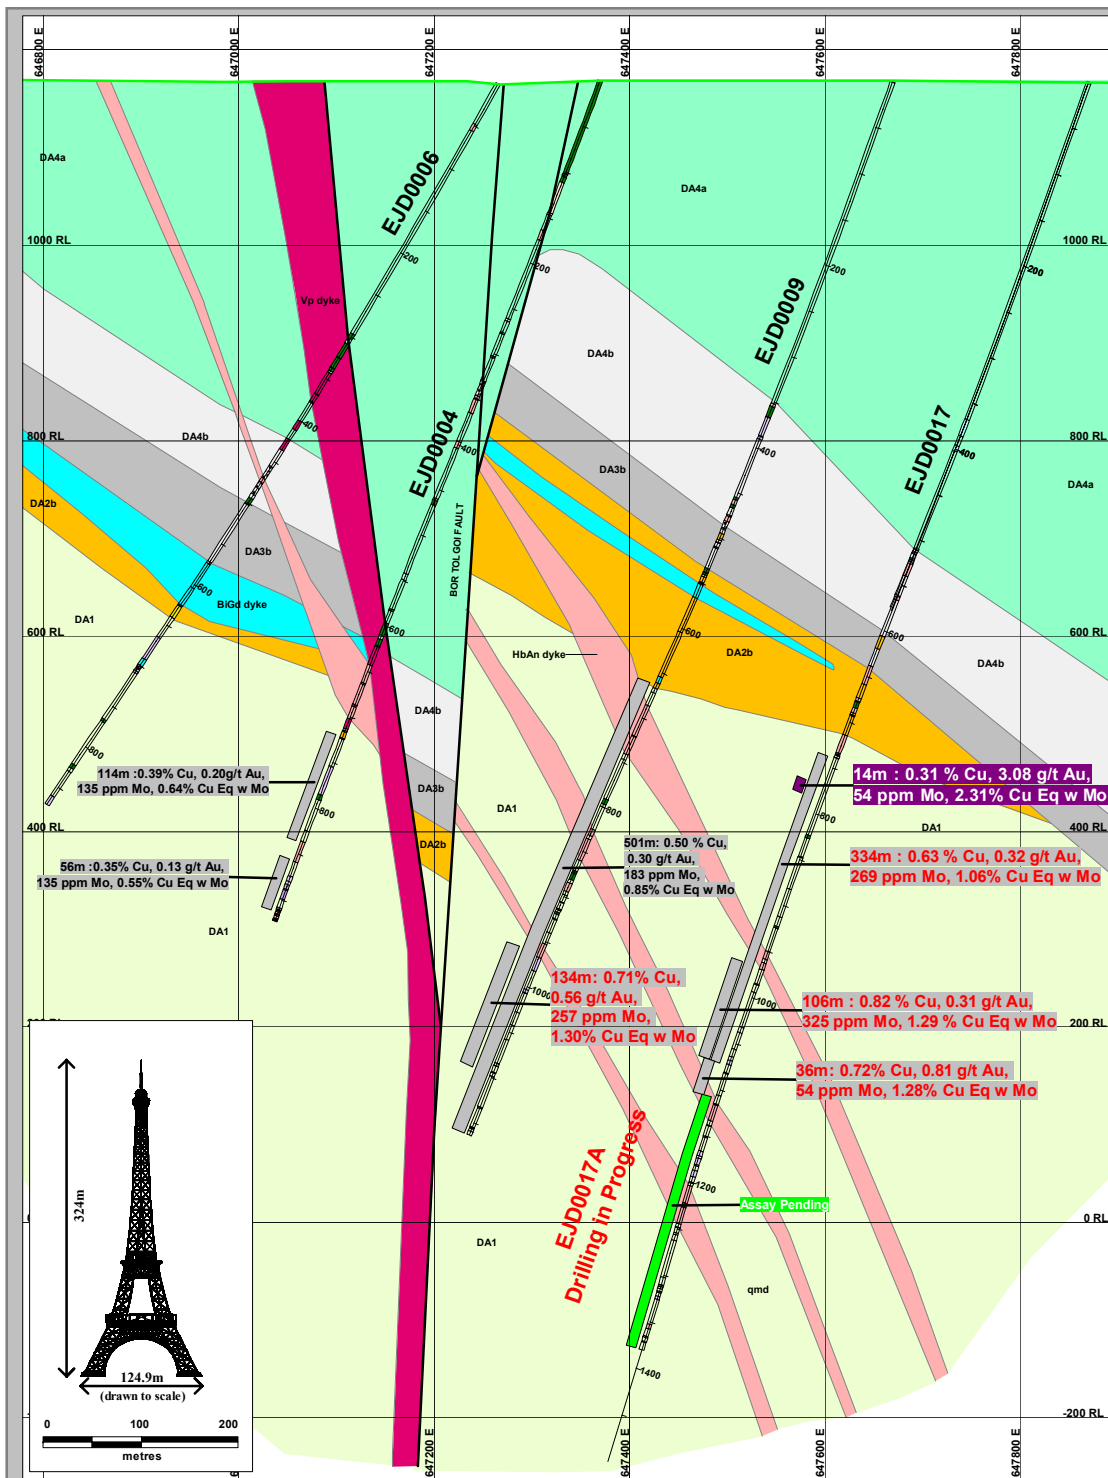 646800 E
647000 E
647200 E
647400 E
647600 E
647800 E
DA4a
EJD0006
DA4a
1000 RL
1000 RL
200
200
200
200
Vp dyke
EJD0009
DA4b
400
EJD0004
EJD0017
800 RL
DA4b
800 RL
400
400
400
DA3b
DA4a
DA2b
BOR TOLGOI FAULT
DA3b
600
BiGd dyke
DA1
600
600
600
600 RL
600 RL
HbAn dyke
DA2b
DA4b
DA4b
800
114m :0.39% Cu, 0.20g/t Au,
135 ppm Mo, 0.64% Cu Eq w Mo
14m : 0.31 % Cu, 3.08 g/t Au,
54 ppm Mo, 2.31% Cu Eq w Mo
DA3b
800
800
800
DA1
DA1
400 RL
400 RL
501m: 0.50 % Cu,
0.30 g/t Au,
183 ppm Mo,
0.85% Cu Eq w Mo
DA2b
334m : 0.63 % Cu, 0.32 g/t Au,
269 ppm Mo, 1.06% Cu Eq w Mo
56m :0.35% Cu, 0.13 g/t Au,
135 ppm Mo, 0.55% Cu Eq w Mo
DA1
134m: 0.71% Cu,
0.56 g/t Au,
257 ppm Mo,
1.30% Cu Eq w Mo
1000
1000
106m : 0.82 % Cu, 0.31 g/t Au,
325 ppm Mo, 1.29 % Cu Eq w Mo
200 RL
36m: 0.72% Cu, 0.81 g/t Au,
54 ppm Mo, 1.28% Cu Eq w Mo
EJD0017A
Drilling in Progress
1200
Assay Pending
324m
0 RL
DA1
qmd
1400
124.9m
(drawn to scale)
0 100 200
metres
-200 RL
647200 E
647400 E
647600 E
647800 E